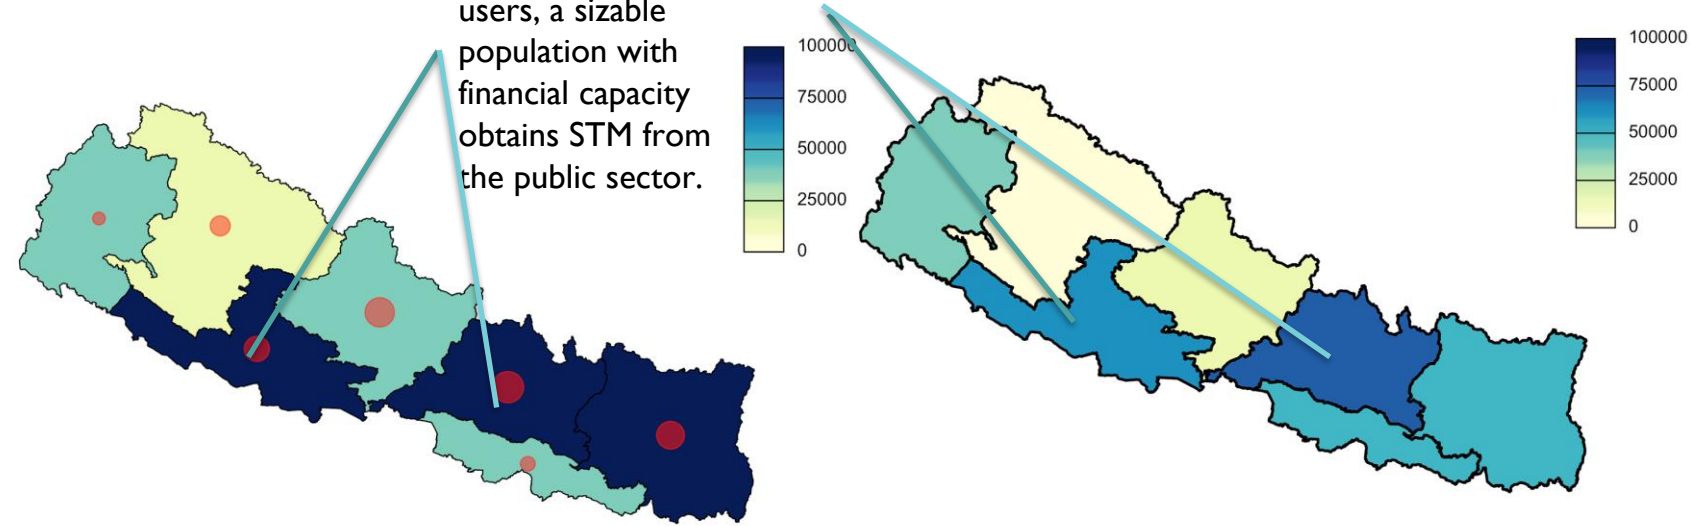 users, a sizable
population with
financial capacity
obtains STM from
the public sector.
100000
75000
50000
25000
0
100000
75000
50000
25000
0